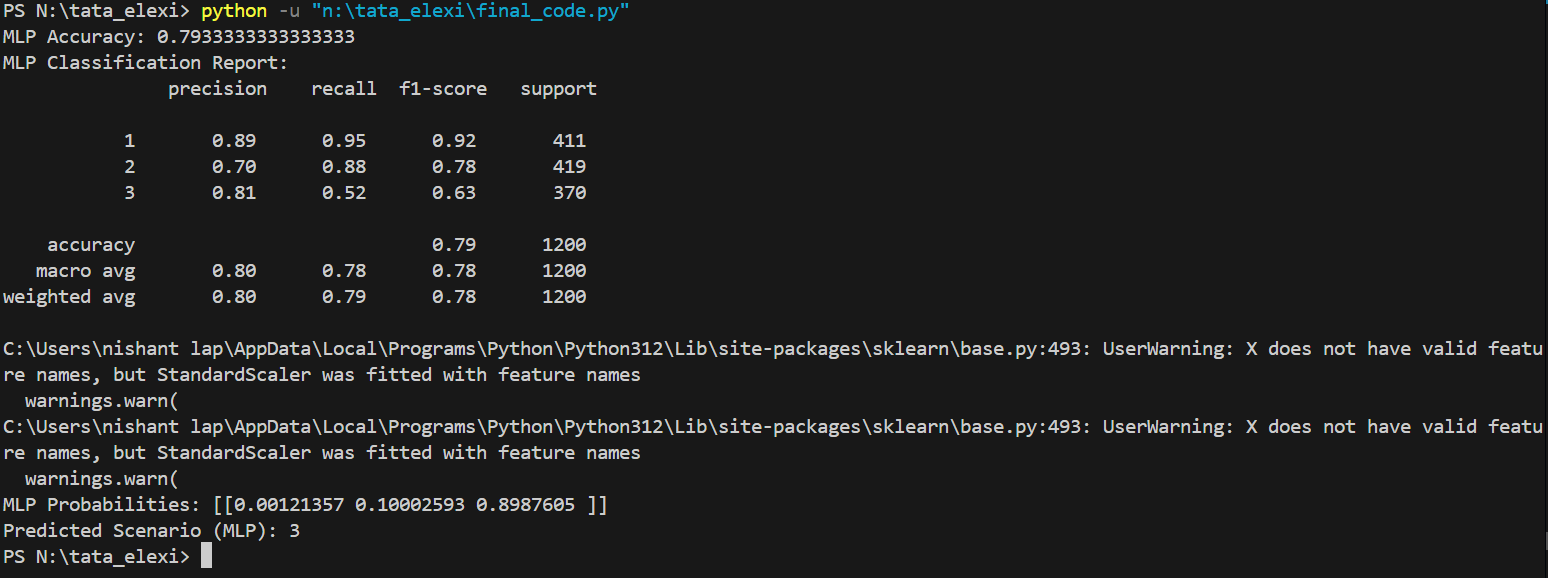 PS N:\tata_elexi> python -u "n:\tata_elexi\final_code.py"
MLP Accuracy: 0.7933333333333333
MLP Classification Report:
              precision    recall  f1-score   support

           1       0.89      0.95      0.92       411
           2       0.70      0.88      0.78       419
           3       0.81      0.52      0.63       370

    accuracy                           0.79      1200
   macro avg       0.80      0.78      0.78      1200
weighted avg       0.80      0.79      0.78      1200

C:\Users\nishant lap\AppData\Local\Programs\Python\Python312\Lib\site-packages\sklearn\base.py:493: UserWarning: X does not have valid featu
re names, but StandardScaler was fitted with feature names
  warnings.warn(
C:\Users\nishant lap\AppData\Local\Programs\Python\Python312\Lib\site-packages\sklearn\base.py:493: UserWarning: X does not have valid featu
re names, but StandardScaler was fitted with feature names
  warnings.warn(
MLP Probabilities: [[0.00121357 0.10002593 0.8987605 ]]
Predicted Scenario (MLP): 3
PS N:\tata_elexi>